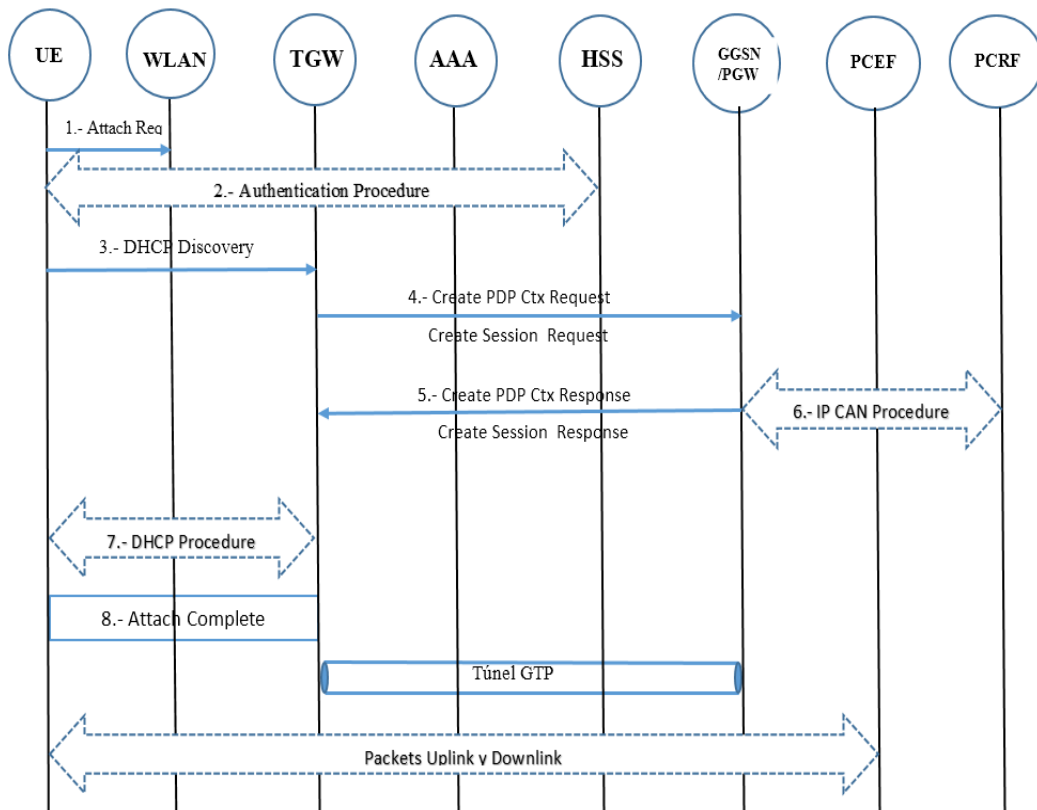 UE
WLAN
TGW
AAA
HSS
GGSN
/PGW
PCEF
PCRF
1.- Attach Req
2.- Authentication Procedure
3.- DHCP Discovery
4.- Create PDP Ctx Request
Create Session Request
5.- Create PDP Ctx Response
Create Session Response
6.- IP CAN Procedure
7.- DHCP Procedure
8.- Attach Complete
Túnel GTP
Packets Uplink y Downlink